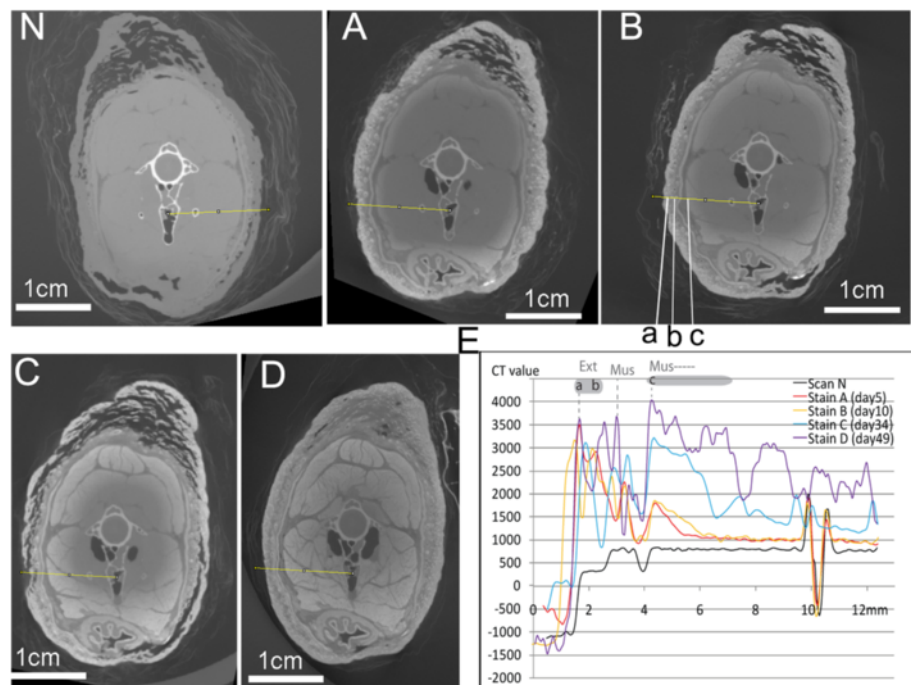 N
A
B
1cm
1cm
1cm
a b c
C
D
1cm
1cm
E
CT value
Ext
Mus
Mus-----
a b
c
Scan N
Stain A (day5)
Stain B (day10)
Stain C (day34)
Stain D (day49)
4000
3500
3000
2500
2000
1500
1000
500
0
-500
-1000
-1500
-2000
0 2 4 6 8 10 12mm